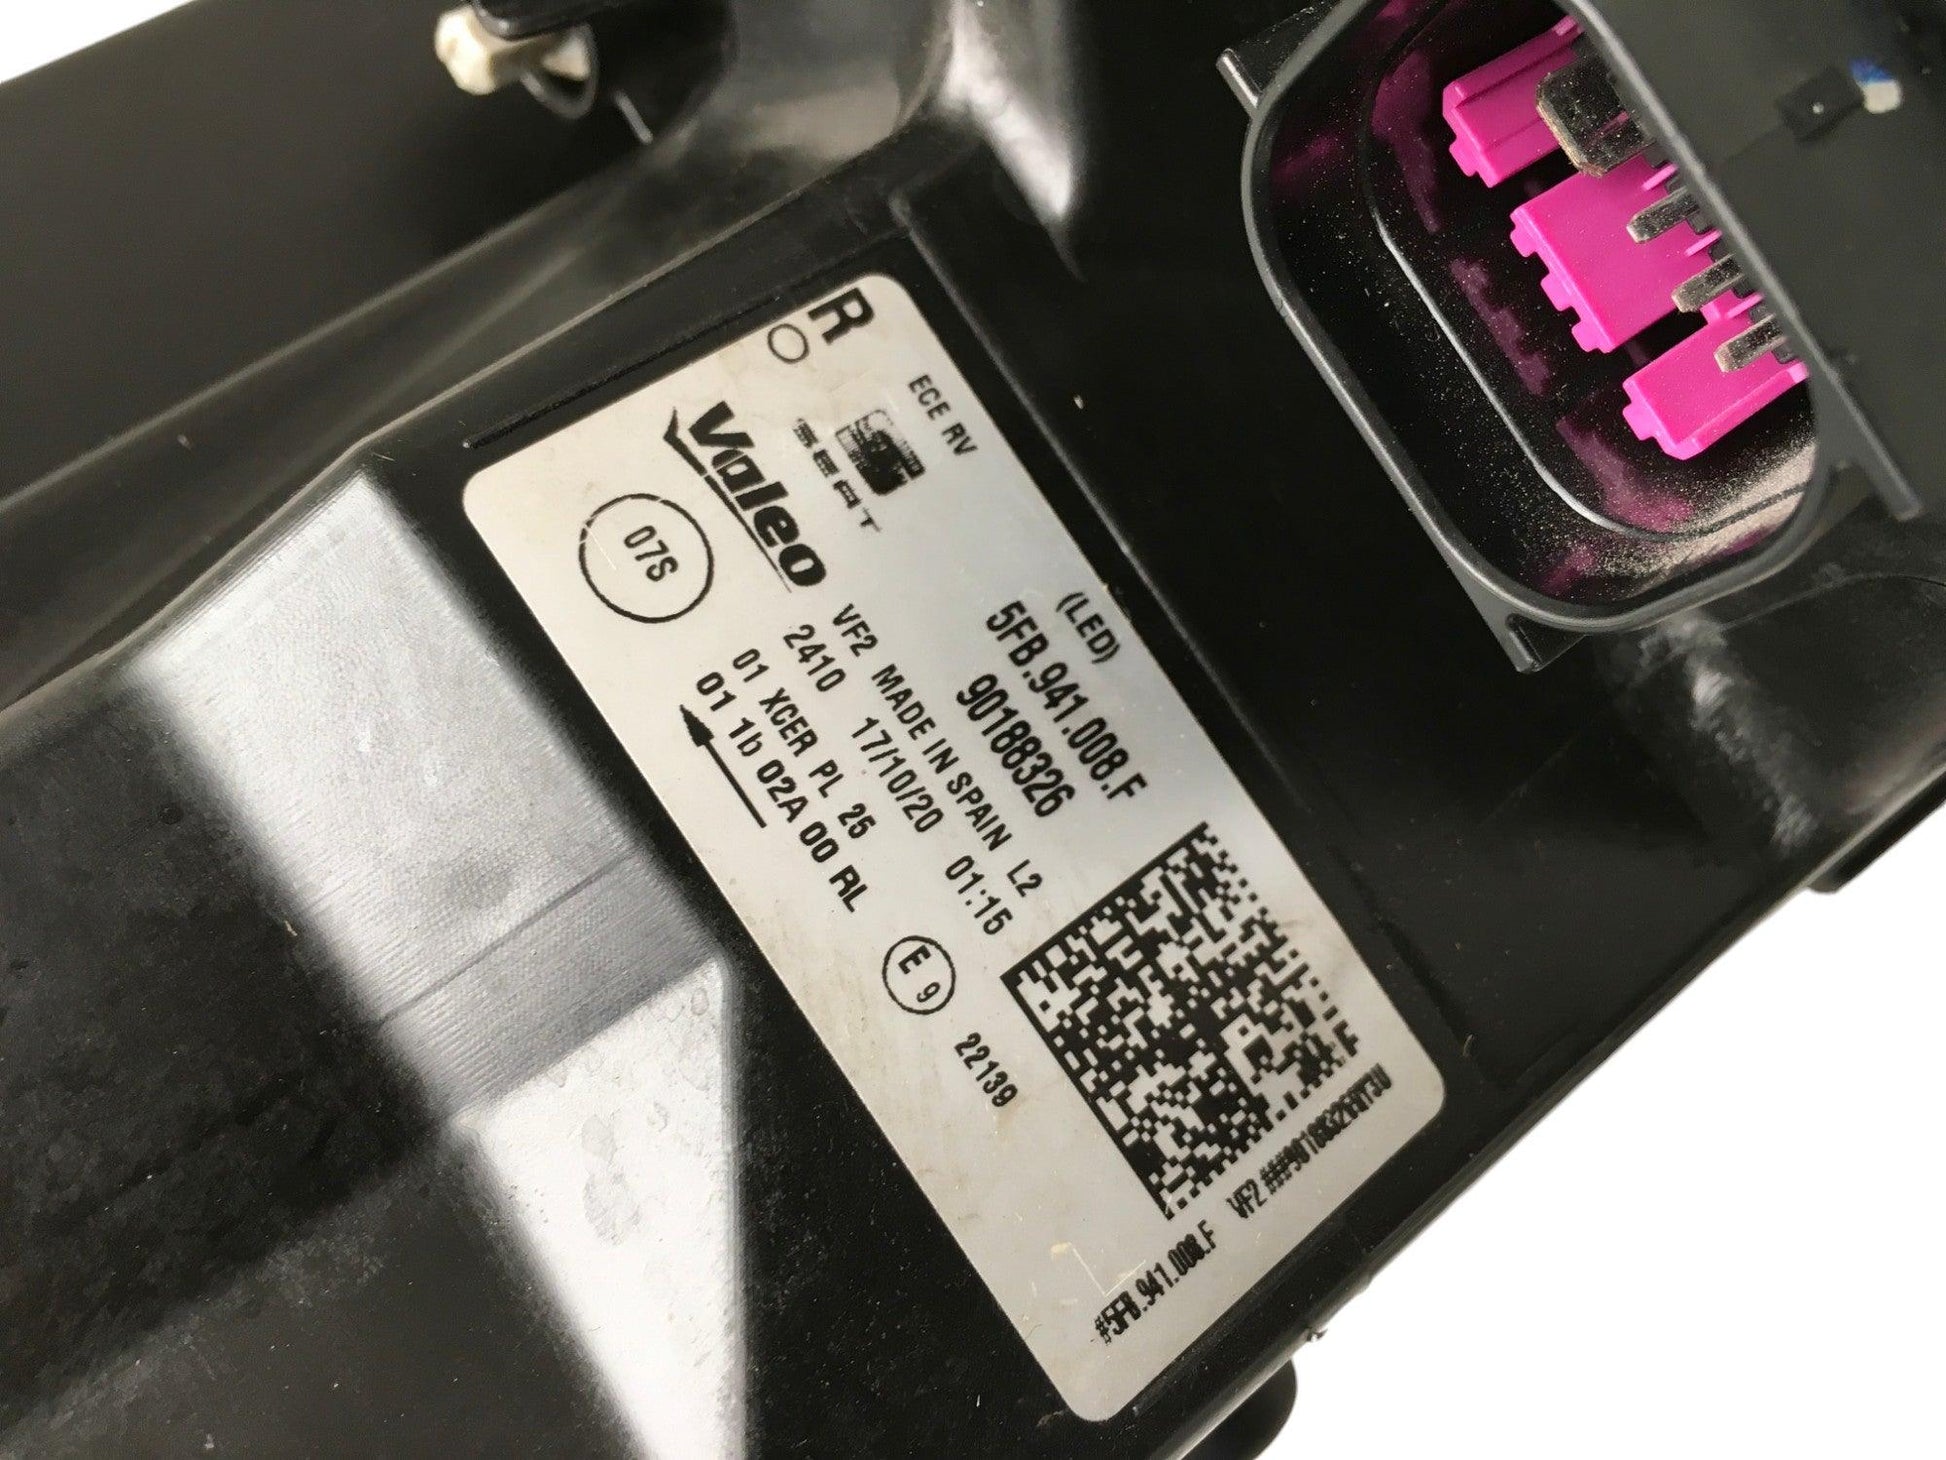 R
ECE RV
SEAT
Valeo
07S
(LED)
5FB.941.008.F
90188326
VF2 MADE IN SPAIN L2
2410 17/10/20 01:15
01 XCER PL 25
01 1b 02A 00 RL
E 9
22139
#5FB.941.008.F VF2